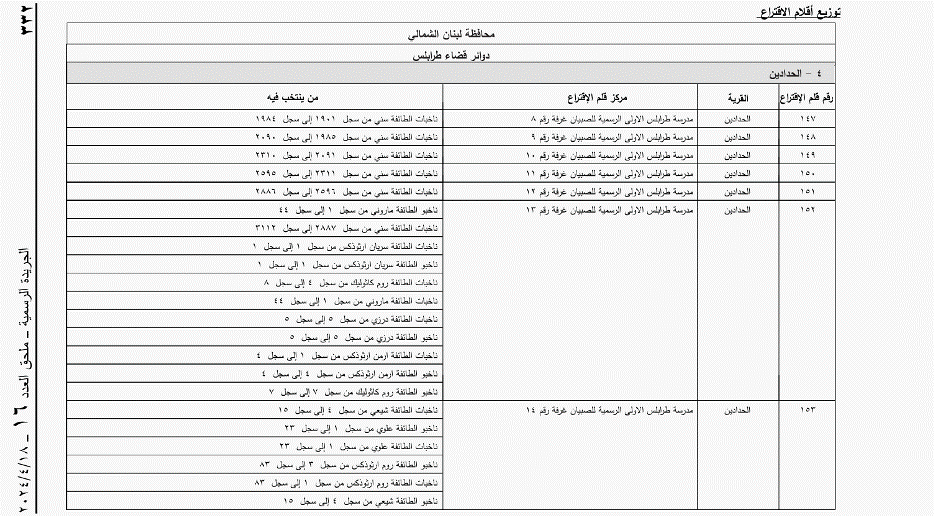 توزيع أقلام الاقتراع
محافظة لبنان الشمالي
دوائر قضاء طرابلس
٤ - الحدادين
رقم قلم الإقتراع القرية مركز قلم الإقتراع من ينتخب فيه
١٤٧ الحدادين مدرسة طرابلس الاولى الرسمية للصبيان غرفة رقم ٨ ناخبات الطائفة سني من سجل ١٩٠١ إلى سجل ١٩٨٤
١٤٨ الحدادين مدرسة طرابلس الاولى الرسمية للصبيان غرفة رقم ٩ ناخبات الطائفة سني من سجل ١٩٨٥ إلى سجل ٢٠٩٠
١٤٩ الحدادين مدرسة طرابلس الاولى الرسمية للصبيان غرفة رقم ١٠ ناخبات الطائفة سني من سجل ٢٠٩١ إلى سجل ٢٣١٠
١٥٠ الحدادين مدرسة طرابلس الاولى الرسمية للصبيان غرفة رقم ١١ ناخبات الطائفة سني من سجل ٢٣١١ إلى سجل ٢٥٩٥
١٥١ الحدادين مدرسة طرابلس الاولى الرسمية للصبيان غرفة رقم ١٢ ناخبات الطائفة سني من سجل ٢٥٩٦ إلى سجل ٢٨٨٦
١٥٢ الحدادين مدرسة طرابلس الاولى الرسمية للصبيان غرفة رقم ١٣ ناخبو الطائفة ماروني من سجل ١ إلى سجل ٤٤
ناخبات الطائفة سني من سجل ٢٨٨٧ إلى سجل ٣١١٢
ناخبات الطائفة سريان ارثوذكس من سجل ١ إلى سجل ١
ناخبو الطائفة سريان ارثوذكس من سجل ١ إلى سجل ١
ناخبات الطائفة روم كاثوليك من سجل ٤ إلى سجل ٨
ناخبات الطائفة ماروني من سجل ١ إلى سجل ٤٤
ناخبات الطائفة درزي من سجل ٥ إلى سجل ٥
ناخبو الطائفة درزي من سجل ٥ إلى سجل ٥
ناخبات الطائفة ارمن ارثوذكس من سجل ١ إلى سجل ٤
ناخبو الطائفة ارمن ارثوذكس من سجل ٤ إلى سجل ٤
ناخبو الطائفة روم كاثوليك من سجل ٧ إلى سجل ٧
١٥٣ الحدادين مدرسة طرابلس الاولى الرسمية للصبيان غرفة رقم ١٤ ناخبات الطائفة شيعي من سجل ٤ إلى سجل ١٥
ناخبو الطائفة علوي من سجل ١ إلى سجل ٢٣
ناخبات الطائفة علوي من سجل ١ إلى سجل ٢٣
ناخبو الطائفة روم ارثوذكس من سجل ٣ إلى سجل ٨٣
ناخبات الطائفة روم ارثوذكس من سجل ١ إلى سجل ٨٣
ناخبو الطائفة شيعي من سجل ٤ إلى سجل ١٥
٣٣٢
الجريدة الرسمية - ملحق العدد ١٦ - ٢٠٢٤/٤/١٨